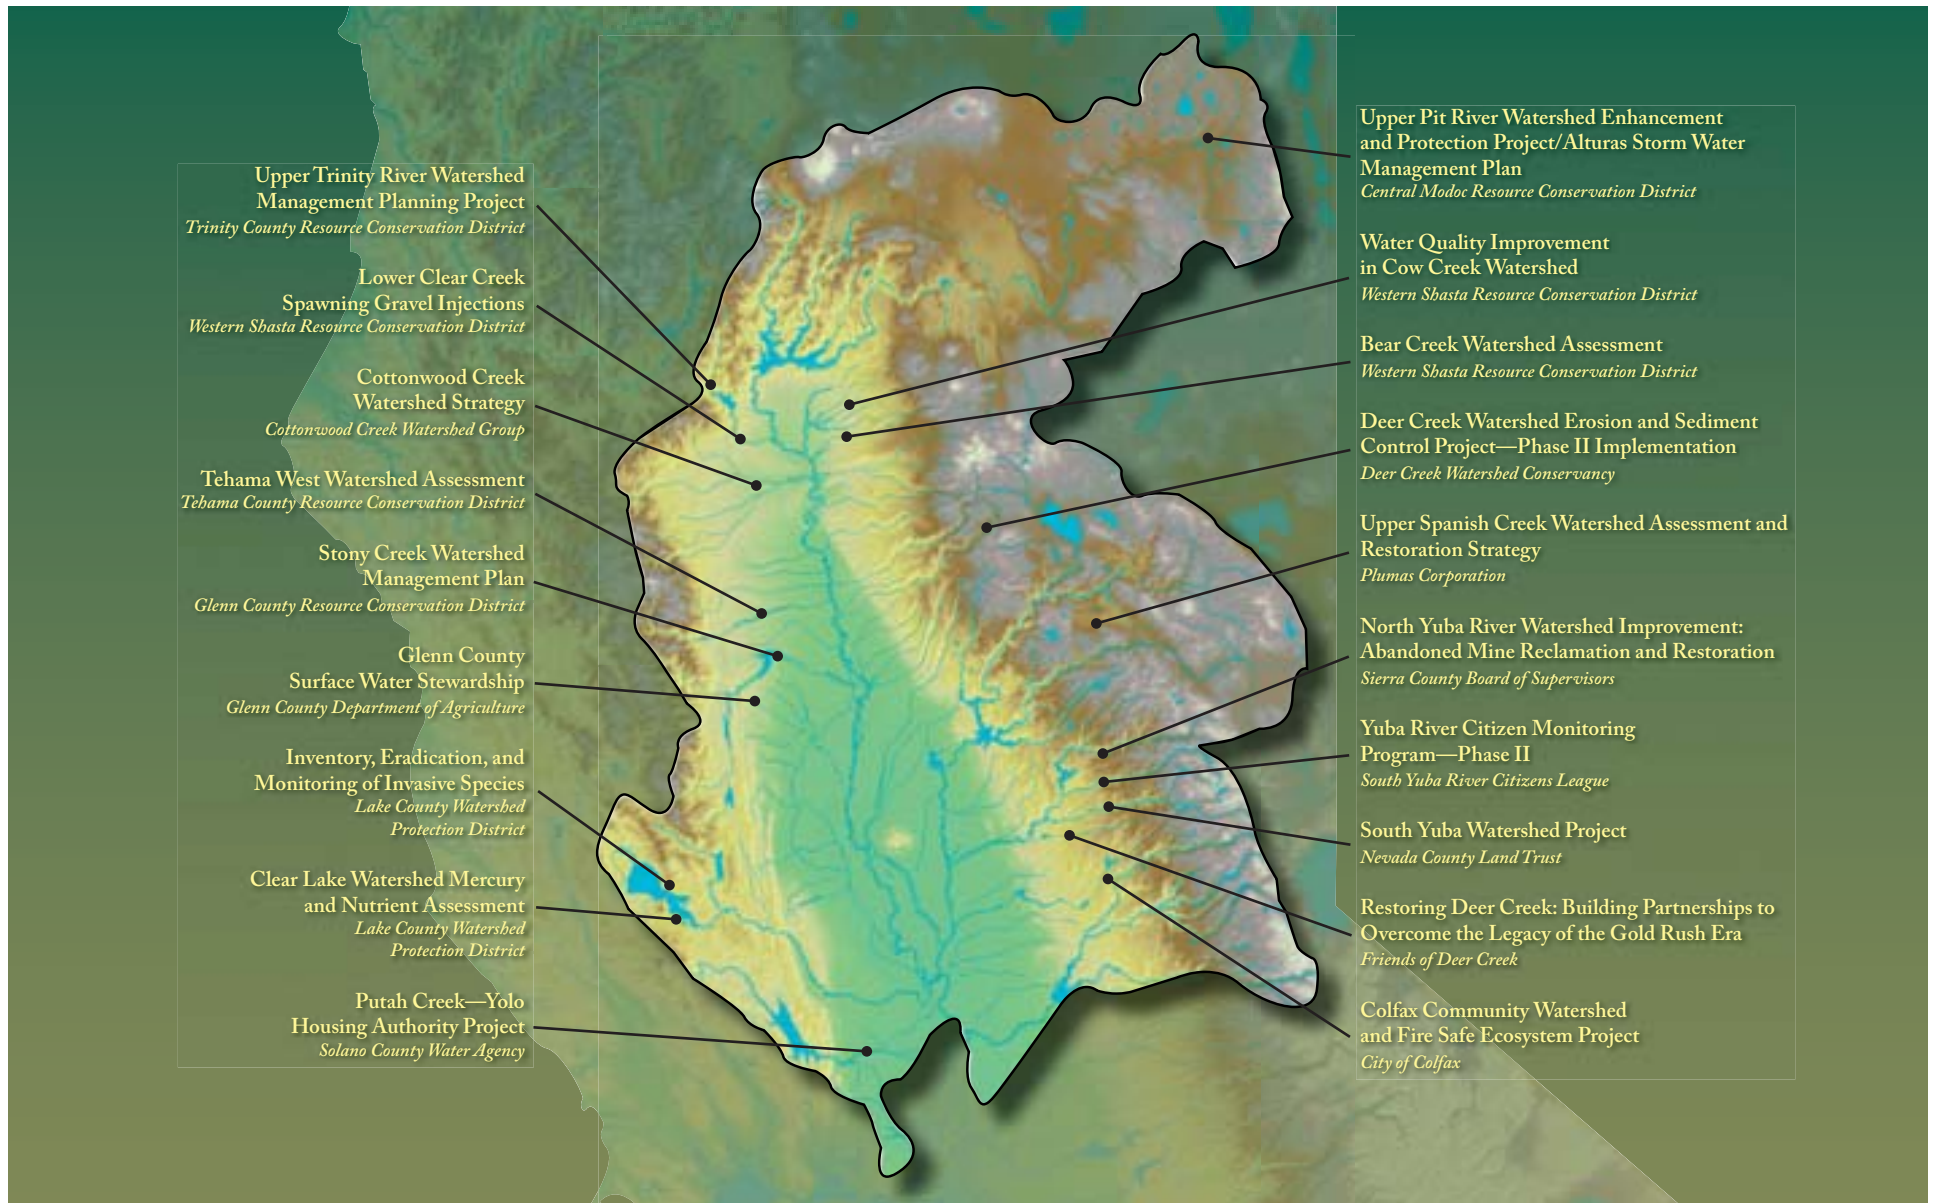 Upper Trinity River Watershed
Management Planning Project
Trinity County Resource Conservation District
Lower Clear Creek
Spawning Gravel Injections
Western Shasta Resource Conservation District
Cottonwood Creek
Watershed Strategy
Cottonwood Creek Watershed Group
Tehama West Watershed Assessment
Tehama County Resource Conservation District
Stony Creek Watershed
Management Plan
Glenn County Resource Conservation District
Glenn County
Surface Water Stewardship
Glenn County Department of Agriculture
Inventory, Eradication, and
Monitoring of Invasive Species
Lake County Watershed
Protection District
Clear Lake Watershed Mercury
and Nutrient Assessment
Lake County Watershed
Protection District
Putah Creek—Yolo
Housing Authority Project
Solano County Water Agency
Upper Pit River Watershed Enhancement
and Protection Project/Alturas Storm Water
Management Plan
Central Modoc Resource Conservation District
Water Quality Improvement
in Cow Creek Watershed
Western Shasta Resource Conservation District
Bear Creek Watershed Assessment
Western Shasta Resource Conservation District
Deer Creek Watershed Erosion and Sediment
Control Project—Phase II Implementation
Deer Creek Watershed Conservancy
Upper Spanish Creek Watershed Assessment and
Restoration Strategy
Plumas Corporation
North Yuba River Watershed Improvement:
Abandoned Mine Reclamation and Restoration
Sierra County Board of Supervisors
Yuba River Citizen Monitoring
Program—Phase II
South Yuba River Citizens League
South Yuba Watershed Project
Nevada County Land Trust
Restoring Deer Creek: Building Partnerships to
Overcome the Legacy of the Gold Rush Era
Friends of Deer Creek
Colfax Community Watershed
and Fire Safe Ecosystem Project
City of Colfax